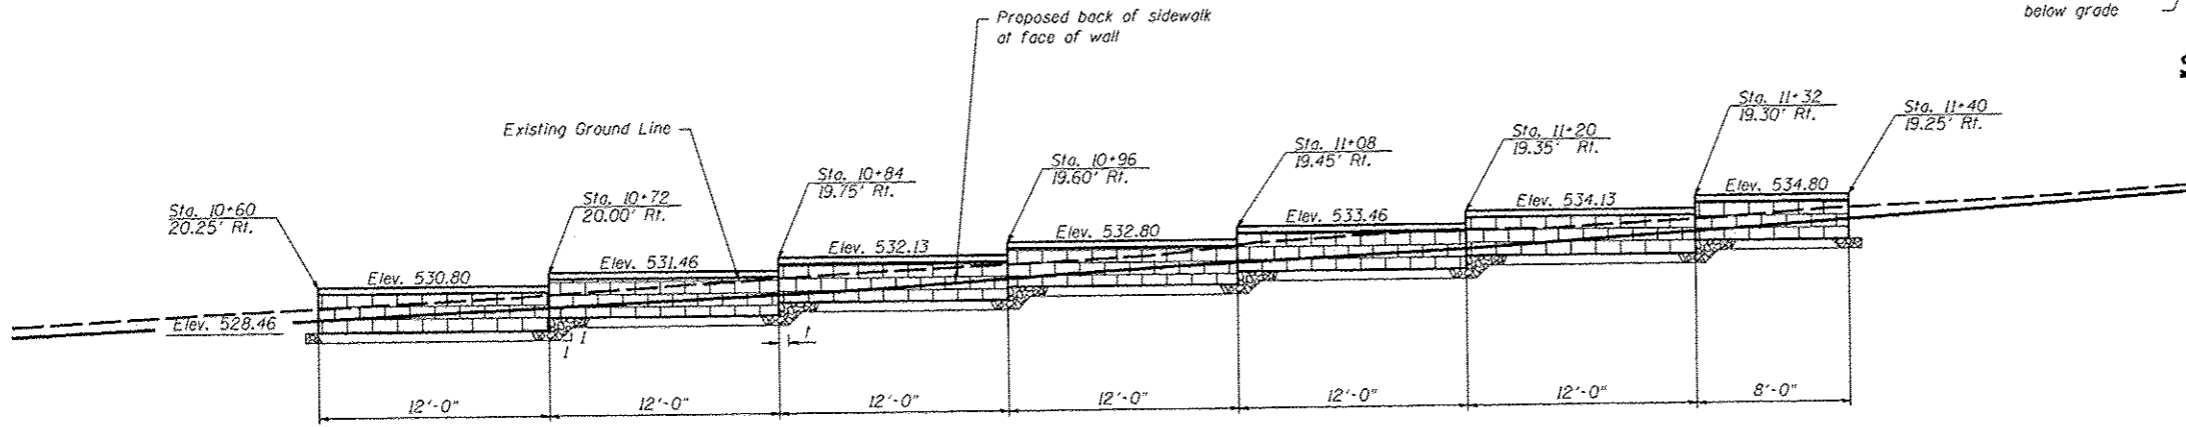 Proposed back of sidewalk
at face of wall
below grade
Existing Ground Line
Sta. 10+60
20.25' Rt.
Sta. 10+72
20.00' Rt.
Sta. 10+84
19.75' Rt.
Sta. 10+96
19.60' Rt.
Sta. 11+08
19.45' Rt.
Sta. 11+20
19.35' Rt.
Sta. 11+32
19.30' Rt.
Sta. 11+40
19.25' Rt.
Elev. 530.80
Elev. 531.46
Elev. 532.13
Elev. 532.80
Elev. 533.46
Elev. 534.13
Elev. 534.80
Elev. 528.46
1
1
12'-0"
12'-0"
12'-0"
12'-0"
12'-0"
12'-0"
8'-0"